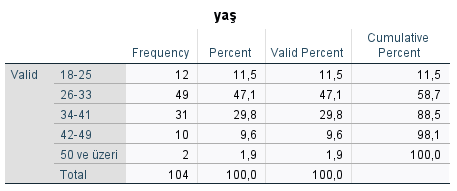 yaş
Frequency Percent Valid Percent Cumulative Percent
Valid 18-25 12 11,5 11,5 11,5
26-33 49 47,1 47,1 58,7
34-41 31 29,8 29,8 88,5
42-49 10 9,6 9,6 98,1
50 ve üzeri 2 1,9 1,9 100,0
Total 104 100,0 100,0